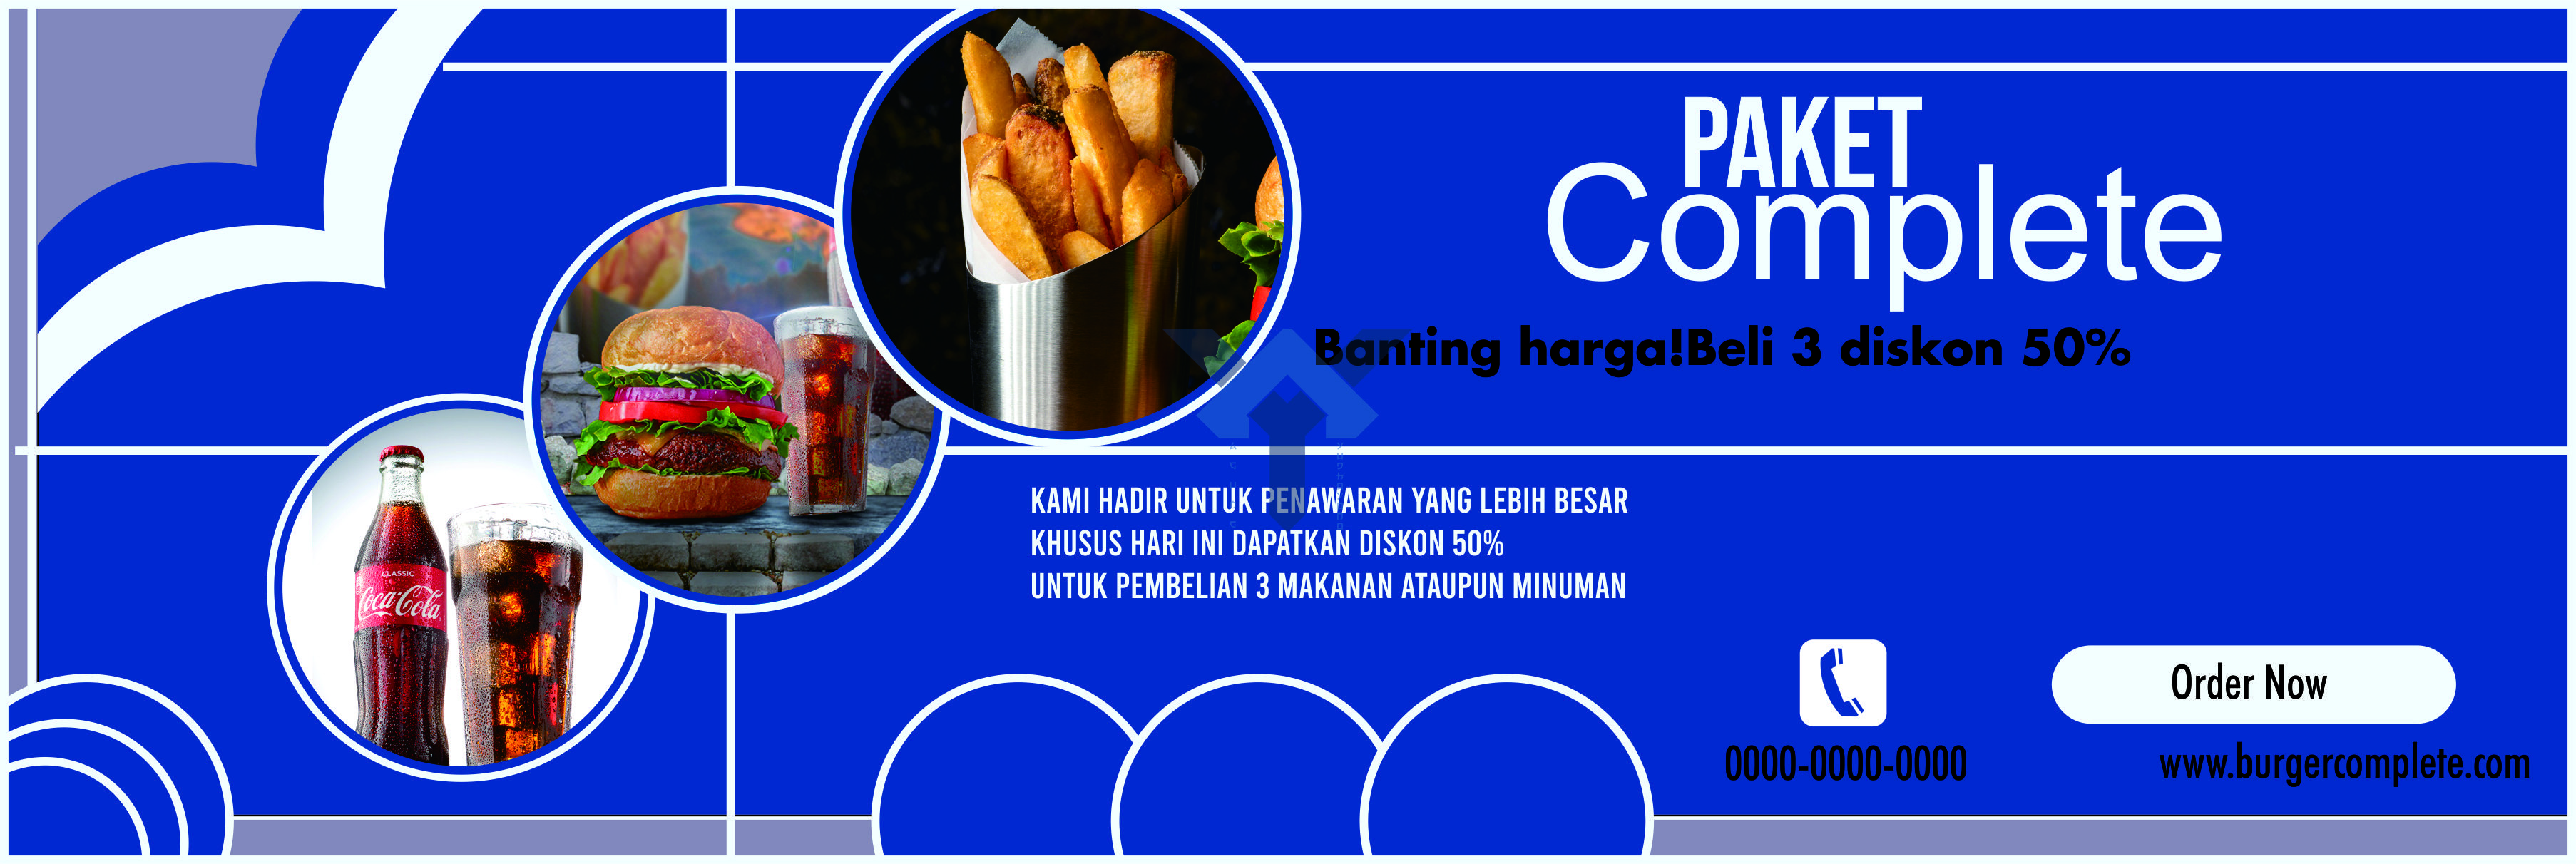 PAKET
Complete
Banting harga!Beli 3 diskon 50%
KAMI HADIR UNTUK PENAWARAN YANG LEBIH BESAR
KHUSUS HARI INI DAPATKAN DISKON 50%
UNTUK PEMBELIAN 3 MAKANAN ATAUPUN MINUMAN
CLASSIC
Coca-Cola
Order Now
0000-0000-0000
www.burgercomplete.com